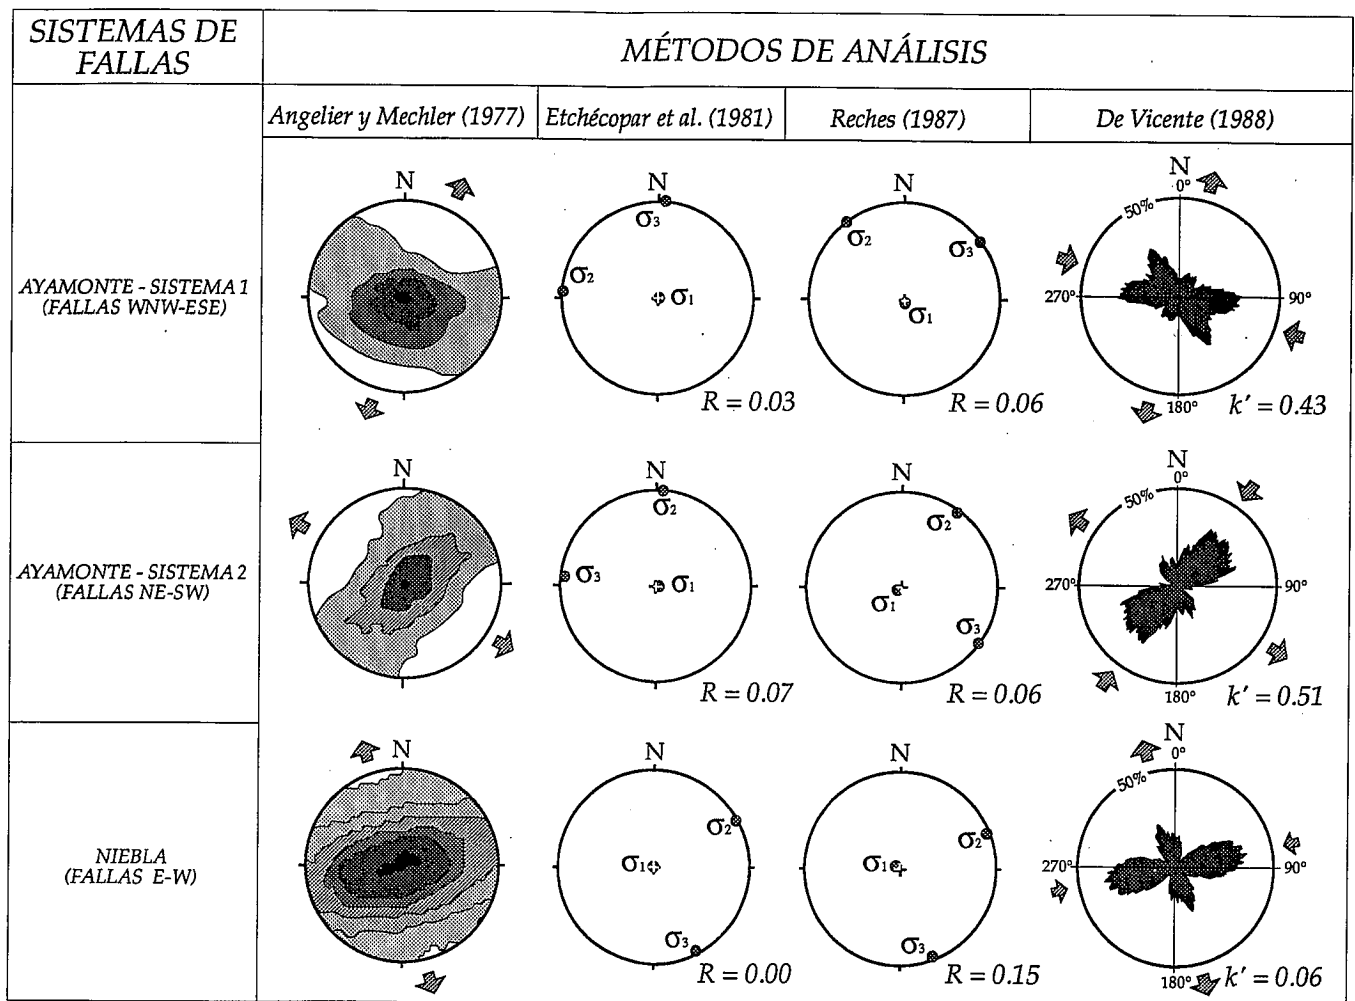 SISTEMAS DE
FALLAS
MÉTODOS DE ANÁLISIS
Angelier y Mechler (1977)
Etchécopar et al. (1981)
Reches (1987)
De Vicente (1988)
AYAMONTE - SISTEMA 1
(FALLAS WNW-ESE)
N
N
σ3
σ2
σ1
R = 0.03
N
σ2
σ3
σ1
R = 0.06
N
0°
50%
270°
90°
180°
k' = 0.43
AYAMONTE - SISTEMA 2
(FALLAS NE-SW)
N
N
σ2
σ3
σ1
R = 0.07
N
σ2
σ1
σ3
R = 0.06
N
0°
50%
270°
90°
180°
k' = 0.51
NIEBLA
(FALLAS E-W)
N
N
σ2
σ1
σ3
R = 0.00
N
σ2
σ1
σ3
R = 0.15
N
0°
50%
270°
90°
180°
k' = 0.06